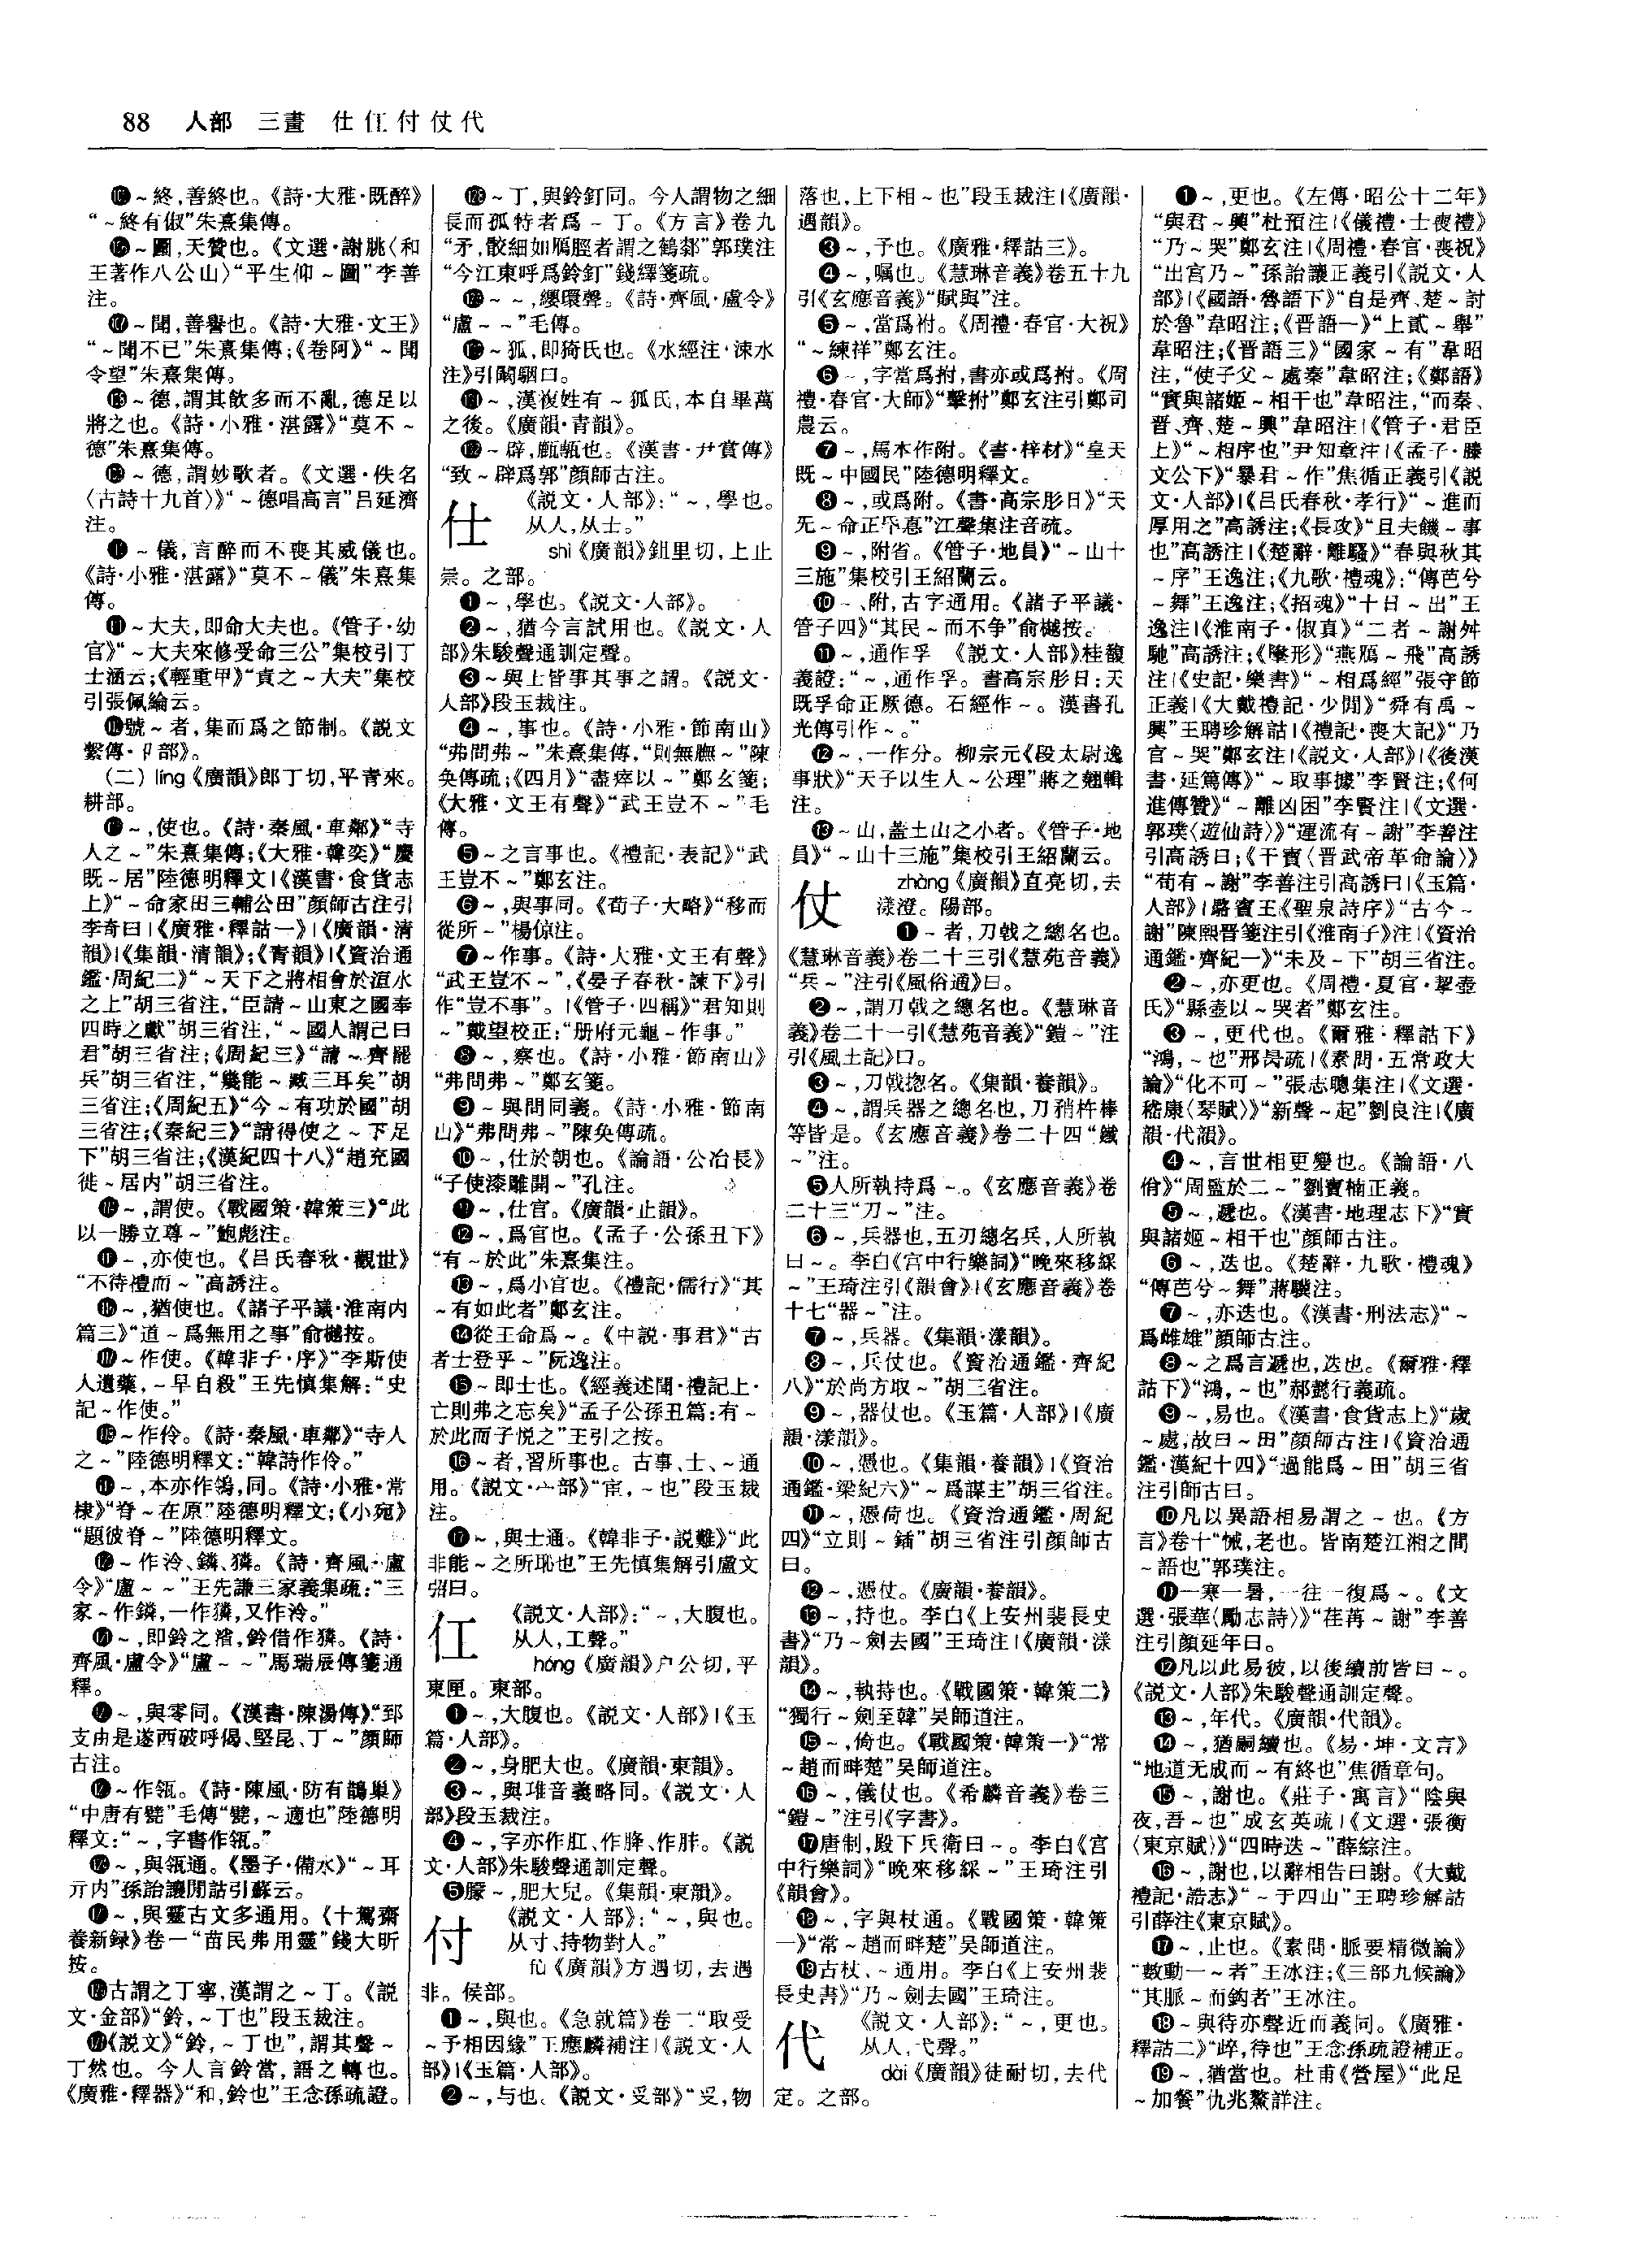 88 人部 三畫 仕仜付仗代
～終,善終也。《詩·大雅·既醉》
“～終有俶”朱熹集傳。
～圖,天贊也。《文選·謝朓〈和
王著作八公山〉“平生仰～圖”李善
注。
～聞,善譽也。《詩·大雅·文王》
“～聞不已”朱熹集傳;《卷阿》“～聞
令望”朱熹集傳。
～德,謂其飲多而不亂,德足以
將之也。《詩·小雅·湛露》“莫不～
德”朱熹集傳。
～德,謂妙歌者。《文選·佚名
〈古詩十九首〉》“～德唱高言”呂延濟
注。
～儀,言醉而不喪其威儀也。
《詩·小雅·湛露》“莫不～儀”朱熹集
傳。
～大夫,即命大夫也。《管子·幼
官》“～大夫來修受命三公”集校引丁
士涵云;《輕重甲》“責之～大夫”集校
引張佩綸云。
號～者,集而爲之節制。《説文
繫傳·卩部》。
(二) líng《廣韻》郎丁切,平青來。
耕部。
～,使也。《詩·秦風·車鄰》“寺
人之～”朱熹集傳;《大雅·韓奕》“慶
既～居”陸德明釋文|《漢書·食貨志
上》“～命家田三輔公田”顔師古注引
李奇曰|《廣雅·釋詁一》|《廣韻·清
韻》|《集韻·清韻》;《青韻》|《資治通
鑑·周紀二》“～天下之將相會於洹水
之上”胡三省注,“臣請～山東之國奉
四時之獻”胡三省注,“～國人謂己曰
君”胡三省注;《周紀三》“請～齊罷
兵”胡三省注,“幾能～臧三耳矣”胡
三省注;《周紀五》“今～有功於國”胡
三省注;《秦紀三》“請得使之～下足
下”胡三省注;《漢紀四十八》“趙充國
徙～居内”胡三省注。
～,謂使。《戰國策·韓策三》“此
以一勝立尊～”鮑彪注。
～,亦使也。《呂氏春秋·觀世》
“不待禮而～”高誘注。
～,猶使也。《諸子平議·淮南内
篇三》“道～爲無用之事”俞樾按。
～作使。《韓非子·序》“李斯使
人遺藥,～早自殺”王先慎集解:“史
記～作使。”
～作伶。《詩·秦風·車鄰》“寺人
之～”陸德明釋文:“韓詩作伶。”
～,本亦作鴒,同。《詩·小雅·常
棣》“脊～在原”陸德明釋文;《小宛》
“題彼脊～”陸德明釋文。
～作泠、鏻、獜。《詩·齊風·盧
令》“盧～～”王先謙三家義集疏:“三
家～作鏻,一作獜,又作泠。”
～,即鈴之渻,鈴借作獜。《詩·
齊風·盧令》“盧～～”馬瑞辰傳箋通
釋。
～,與零同。《漢書·陳湯傳》“郅
支由是遂西破呼偈、堅昆、丁～”顔師
古注。
～作瓴。《詩·陳風·防有鵲巢》
“中唐有甓”毛傳“甓,～適也”陸德明
釋文:“～,字書作瓴。”
～,與瓴通。《墨子·備水》“～耳
亓内”孫詒讓閒詁引蘇云。
～,與靈古文多通用。《十駕齋
養新録》卷一“苗民弗用靈”錢大昕
按。
古謂之丁寧,漢謂之～丁。《説
文·金部》“鈴,～丁也”段玉裁注。
《説文》“鈴,～丁也”,謂其聲～
丁然也。今人言鈴當,語之轉也。
《廣雅·釋器》“和,鈴也”王念孫疏證。
～丁,與鈴釘同。今人謂物之細
長而孤特者爲～丁。《方言》卷九
“矛,骹細如鴈脛者謂之鶴䣝”郭璞注
“今江東呼爲鈴釘”錢繹箋疏。
～～,纓環聲。《詩·齊風·盧令》
“盧～～”毛傳。
～狐,即猗氏也。《水經注·涑水
注》引闞駰曰。
～,漢複姓有～狐氏,本自畢萬
之後。《廣韻·青韻》。
～辟,甗甎也。《漢書·尹賞傳》
“致～辟爲郭”顔師古注。
仕 《説文·人部》:“～,學也。
从人,从士。”
shì《廣韻》鉏里切,上止
崇。之部。
❶～,學也。《説文·人部》。
❷～,猶今言試用也。《説文·人
部》朱駿聲通訓定聲。
❸～與上皆事其事之謂。《説文·
人部》段玉裁注。
❹～,事也。《詩·小雅·節南山》
“弗問弗～”朱熹集傳,“則無膴～”陳
奂傳疏;《四月》“盡瘁以～”鄭玄箋;
《大雅·文王有聲》“武王豈不～”毛
傳。
❺～之言事也。《禮記·表記》“武
王豈不～”鄭玄注。
❻～,與事同。《荀子·大略》“移而
從所～”楊倞注。
❼～作事。《詩·大雅·文王有聲》
“武王豈不～”,《晏子春秋·諫下》引
作“豈不事”。|《管子·四稱》“君知則
～”戴望校正:“册府元龜～作事。”
❽～,察也。《詩·小雅·節南山》
“弗問弗～”鄭玄箋。
❾～與問同義。《詩·小雅·節南
山》“弗問弗～”陳奂傳疏。
❿～,仕於朝也。《論語·公冶長》
“子使漆雕開～”孔注。
⓫～,仕官。《廣韻·止韻》。
⓬～,爲官也。《孟子·公孫丑下》
“有～於此”朱熹集注。
⓭～,爲小官也。《禮記·儒行》“其
～有如此者”鄭玄注。
⓮從王命爲～。《中説·事君》“古
者士登乎～”阮逸注。
⓯～即士也。《經義述聞·禮記上·
亡則弗之忘矣》“孟子公孫丑篇:有～
於此而子悦之”王引之按。
⓰～者,習所事也。古事、士、～通
用。《説文·宀部》“宦,～也”段玉裁
注。
⓱～,與士通。《韓非子·説難》“此
非能～之所恥也”王先慎集解引盧文
弨曰。
仜 《説文·人部》:“～,大腹也。
从人,工聲。”
hóng《廣韻》户公切,平
東匣。東部。
❶～,大腹也。《説文·人部》|《玉
篇·人部》。
❷～,身肥大也。《廣韻·東韻》。
❸～,與堆音義略同。《説文·人
部》段玉裁注。
❹～,字亦作肛、作胮、作胖。《説
文·人部》朱駿聲通訓定聲。
❺朦～,肥大皃。《集韻·東韻》。
付 《説文·人部》:“～,與也。
从寸、持物對人。”
fù《廣韻》方遇切,去遇
非。侯部。
❶～,與也。《急就篇》卷二“取受
～予相因緣”王應麟補注|《説文·人
部》|《玉篇·人部》。
❷～,与也。《説文·𠬪部》“𠬪,物
落也,上下相～也”段玉裁注|《廣韻·
遇韻》。
❸～,予也。《廣雅·釋詁三》。
❹～,嘱也。《慧琳音義》卷五十九
引《玄應音義》“賦與”注。
❺～,當爲祔。《周禮·春官·大祝》
“～練祥”鄭玄注。
❻～,字當爲拊,書亦或爲拊。《周
禮·春官·大師》“擊拊”鄭玄注引鄭司
農云。
❼～,馬本作附。《書·梓材》“皇天
既～中國民”陸德明釋文。
❽～,或爲附。《書·高宗肜日》“天
旡～命正㽙悳”江聲集注音疏。
❾～,附省。《管子·地員》“～山十
三施”集校引王紹蘭云。
❿～、附,古字通用。《諸子平議·
管子四》“其民～而不争”俞樾按。
⓫～,通作孚 《説文·人部》桂馥
義證:“～,通作孚。書高宗肜日:天
既孚命正厥德。石經作～。漢書孔
光傳引作～。”
⓬～,一作分。柳宗元《段太尉逸
事狀》“天子以生人～公理”蔣之翹輯
注。
⓭～山,蓋土山之小者。《管子·地
員》“～山十三施”集校引王紹蘭云。
仗 zhàng《廣韻》直亮切,去
漾澄。陽部。
❶～者,刀戟之總名也。
《慧琳音義》卷二十三引《慧苑音義》
“兵～”注引《風俗通》曰。
❷～,謂刀戟之總名也。《慧琳音
義》卷二十一引《慧苑音義》“鎧～”注
引《風土記》曰。
❸～,刀戟揔名。《集韻·養韻》。
❹～,謂兵器之總名也,刀矟杵棒
等皆是。《玄應音義》卷二十四“鐵
～”注。
❺人所執持爲～。《玄應音義》卷
二十三“刀～”注。
❻～,兵器也,五刃總名兵,人所執
曰～。李白《宫中行樂詞》“晚來移綵
～”王琦注引《韻會》|《玄應音義》卷
十七“器～”注。
❼～,兵器。《集韻·漾韻》。
❽～,兵仗也。《資治通鑑·齊紀
八》“於尚方取～”胡三省注。
❾～,器仗也。《玉篇·人部》|《廣
韻·漾韻》。
❿～,憑也。《集韻·養韻》|《資治
通鑑·梁紀六》“～爲謀主”胡三省注。
⓫～,憑倚也。《資治通鑑·周紀
四》“立則～鍤”胡三省注引顔師古
曰。
⓬～,憑仗。《廣韻·養韻》。
⓭～,持也。李白《上安州裴長史
書》“乃～劍去國”王琦注|《廣韻·漾
韻》。
⓮～,執持也。《戰國策·韓策二》
“獨行～劍至韓”吴師道注。
⓯～,倚也。《戰國策·韓策一》“常
～趙而畔楚”吴師道注。
⓰～,儀仗也。《希麟音義》卷三
“鎧～”注引《字書》。
⓱唐制,殿下兵衛曰～。李白《宫
中行樂詞》“晚來移綵～”王琦注引
《韻會》。
⓲～,字與杖通。《戰國策·韓策
一》“常～趙而畔楚”吴師道注。
⓳古杖、～通用。李白《上安州裴
長史書》“乃～劍去國”王琦注。
代 《説文·人部》:“～,更也。
从人,弋聲。”
dài《廣韻》徒耐切,去代
定。之部。
❶～,更也。《左傳·昭公十二年》
“與君～興”杜預注|《儀禮·士喪禮》
“乃～哭”鄭玄注|《周禮·春官·喪祝》
“出宫乃～”孫詒讓正義引《説文·人
部》|《國語·魯語下》“自是齊、楚～討
於魯”韋昭注;《晋語一》“上貳～舉”
韋昭注;《晋語三》“國家～有”韋昭
注,“使子父～處秦”韋昭注;《鄭語》
“實與諸姬～相干也”韋昭注,“而秦、
晉、齊、楚～興”韋昭注|《管子·君臣
上》“～相序也”尹知章注|《孟子·滕
文公下》“暴君～作”焦循正義引《説
文·人部》|《吕氏春秋·孝行》“～進而
厚用之”高誘注;《長攻》“且夫饑～事
也”高誘注|《楚辭·離騷》“春與秋其
～序”王逸注;《九歌·禮魂》:“傳芭兮
～舞”王逸注;《招魂》“十日～出”王
逸注|《淮南子·俶真》“二者～謝舛
馳”高誘注;《墬形》“燕鴈～飛”高誘
注|《史記·樂書》“～相爲經”張守節
正義|《大戴禮記·少閒》“舜有禹～
興”王聘珍解詁|《禮記·喪大記》“乃
官～哭”鄭玄注|《説文·人部》|《後漢
書·延篤傳》“～取事據”李賢注;《何
進傳贊》“～離凶困”李賢注|《文選·
郭璞〈遊仙詩〉》“運流有～謝”李善注
引高誘曰;《干寶〈晋武帝革命論〉》
“苟有～謝”李善注引高誘曰|《玉篇·
人部》|駱賓王《聖泉詩序》“古今～
謝”陳熙晋箋注引《淮南子》注|《資治
通鑑·齊紀一》“未及～下”胡三省注。
❷～,亦更也。《周禮·夏官·挈壺
氏》“縣壺以～哭者”鄭玄注。
❸～,更代也。《爾雅·釋詁下》
“鴻,～也”邢昺疏|《素問·五常政大
論》“化不可～”張志聰集注|《文選·
嵇康〈琴賦〉》“新聲～起”劉良注|《廣
韻·代韻》。
❹～,言世相更變也。《論語·八
佾》“周監於二～”劉寶楠正義。
❺～,遞也。《漢書·地理志下》“實
與諸姬～相干也”顔師古注。
❻～,迭也。《楚辭·九歌·禮魂》
“傳芭兮～舞”蔣驥注。
❼～,亦迭也。《漢書·刑法志》“～
爲雌雄”顔師古注。
❽～之爲言遞也,迭也。《爾雅·釋
詁下》“鴻,～也”郝懿行義疏。
❾～,易也。《漢書·食貨志上》“歲
～處,故曰～田”顔師古注|《資治通
鑑·漢紀十四》“過能爲～田”胡三省
注引師古曰。
❿凡以異語相易謂之～也。《方
言》卷十“悈,老也。皆南楚江湘之間
～語也”郭璞注。
⓫一寒一暑,一往一復爲～。《文
選·張華〈勵志詩〉》“荏苒～謝”李善
注引顔延年曰。
⓬凡以此易彼,以後續前皆曰～。
《説文·人部》朱駿聲通訓定聲。
⓭～,年代。《廣韻·代韻》。
⓮～,猶嗣續也。《易·坤·文言》
“地道无成而～有終也”焦循章句。
⓯～,謝也。《莊子·寓言》“陰與
夜,吾～也”成玄英疏|《文選·張衡
〈東京賦〉》“四時迭～”薛綜注。
⓰～,謝也,以辭相告曰謝。《大戴
禮記·誥志》“～于四山”王聘珍解詁
引薛注《東京賦》。
⓱～,止也。《素問·脈要精微論》
“數動一～者”王冰注;《三部九候論》
“其脈～而鈎者”王冰注。
⓲～與待亦聲近而義同。《廣雅·
釋詁二》“崪,待也”王念孫疏證補正。
⓳～,猶當也。杜甫《營屋》“此足
～加餐”仇兆鰲詳注。